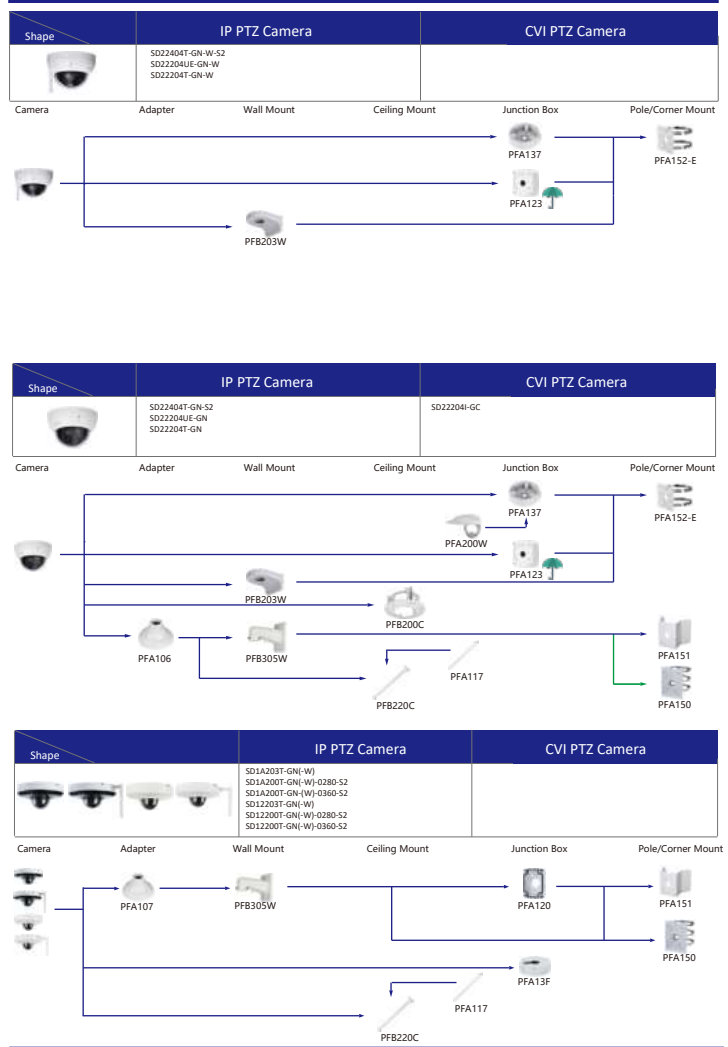 Shape IP PTZ Camera CVI PTZ Camera
SD22404T-GN-W-S2
SD22204UE-GN-W
SD22204T-GN-W
Camera Adapter Wall Mount Ceiling Mount Junction Box Pole/Corner Mount
PFA137
PFA152-E
PFA123
PFB203W
Shape IP PTZ Camera CVI PTZ Camera
SD22404T-GN-S2 SD22204I-GC
SD22204UE-GN
SD22204T-GN
Camera Adapter Wall Mount Ceiling Mount Junction Box Pole/Corner Mount
PFA137
PFA152-E
PFA200W
PFA123
PFB203W
PFB200C
PFA106 PFB305W PFA151
PFA117
PFB220C PFA150
Shape IP PTZ Camera CVI PTZ Camera
SD1A203T-GN(-W)
SD1A200T-GN(-W)-0280-S2
SD1A200T-GN-(W)-0360-S2
SD12203T-GN(-W)
SD12200T-GN(-W)-0280-S2
SD12200T-GN(-W)-0360-S2
Camera Adapter Wall Mount Ceiling Mount Junction Box Pole/Corner Mount
PFA107 PFB305W PFA120 PFA151
PFA150
PFA13F
PFA117
PFB220C